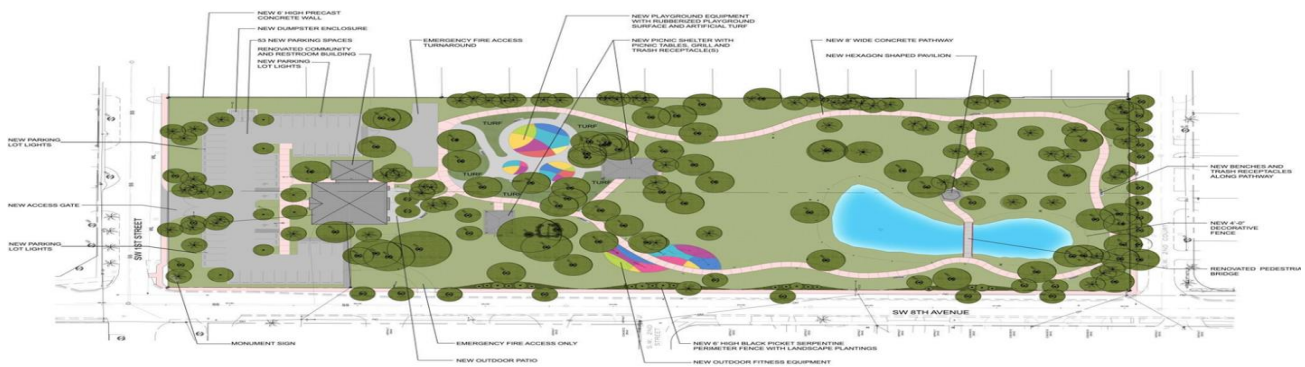 NEW 6' HIGH PRECAST
CONCRETE WALL
NEW DUMPSTER ENCLOSURE
53 NEW PARKING SPACES
RENOVATED COMMUNITY
AND RESTROOM BUILDING
NEW PARKING
LOT LIGHTS
EMERGENCY FIRE ACCESS
TURNAROUND
NEW PLAYGROUND EQUIPMENT
WITH RUBBERIZED PLAYGROUND
SURFACE AND ARTIFICIAL TURF
NEW PICNIC SHELTER WITH
PICNIC TABLES, GRILL AND
TRASH RECEPTACLE(S)
NEW 8' WIDE CONCRETE PATHWAY
NEW HEXAGON SHAPED PAVILION
NEW PARKING
LOT LIGHTS
NEW ACCESS GATE
NEW PARKING
LOT LIGHTS
SW 1ST STREET
TURF
TURF
TURF
TURF
TURF
NEW BENCHES AND
TRASH RECEPTACLES
ALONG PATHWAY
NEW 4'-0"
DECORATIVE
FENCE
RENOVATED PEDESTRIA
BRIDGE
SW 8TH AVENUE
MONUMENT SIGN
EMERGENCY FIRE ACCESS ONLY
NEW OUTDOOR PATIO
S.W. 2ND
STREET
NEW 6' HIGH BLACK PICKET SERPENTINE
PERIMETER FENCE WITH LANDSCAPE PLANTINGS
NEW OUTDOOR FITNESS EQUIPMENT